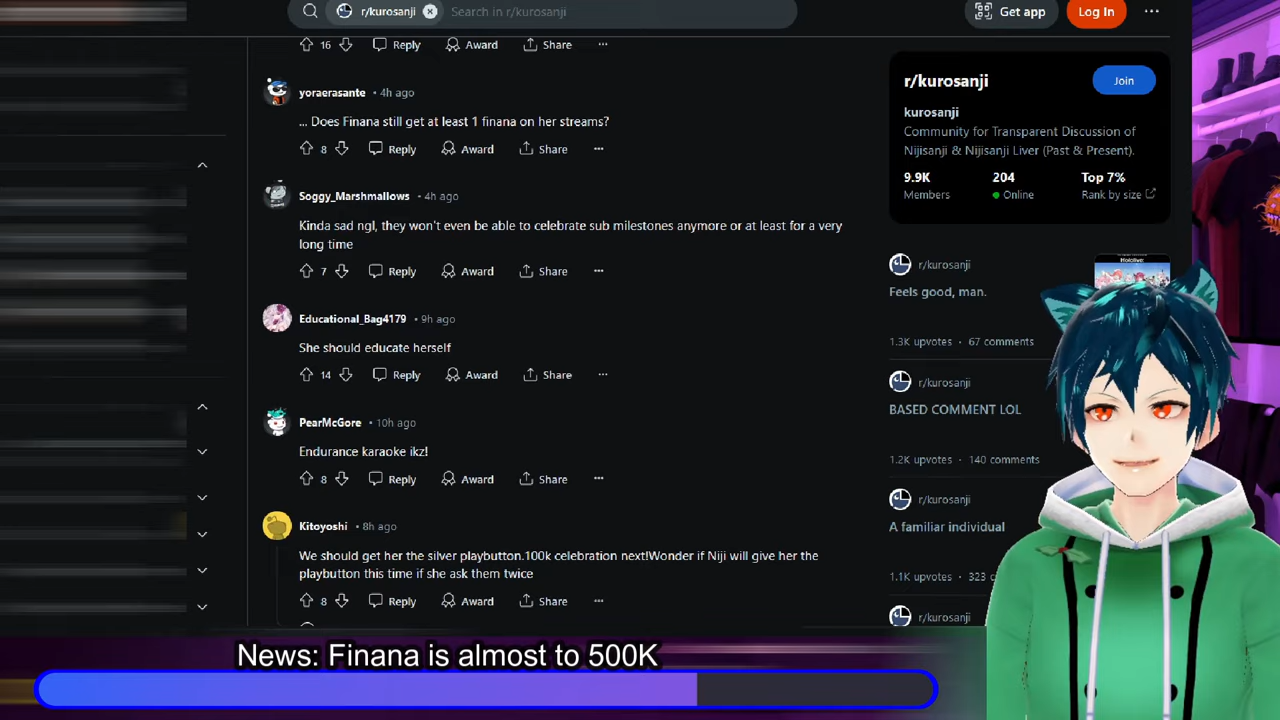 r/kurosanji
Search in r/kurosanji
Get app
Log In
16 Reply Award Share
yoraerasante • 4h ago
... Does Finana still get at least 1 finana on her streams?
8 Reply Award Share
Soggy_Marshmallows • 4h ago
Kinda sad ngl, they won't even be able to celebrate sub milestones anymore or at least for a very
long time
7 Reply Award Share
Educational_Bag4179 • 9h ago
She should educate herself
14 Reply Award Share
PearMcGore • 10h ago
Endurance karaoke ikz!
8 Reply Award Share
Kitoyoshi • 8h ago
We should get her the silver playbutton.100k celebration next!Wonder if Niji will give her the
playbutton this time if she ask them twice
8 Reply Award Share
r/kurosanji
Join
kurosanji
Community for Transparent Discussion of
Nijisanji & Nijisanji Liver (Past & Present).
9.9K 204 Top 7%
Members Online Rank by size
r/kurosanji
Hololive:
Feels good, man.
1.3K upvotes • 67 comments
r/kurosanji
BASED COMMENT LOL
1.2K upvotes • 140 comments
r/kurosanji
A familiar individual
1.1K upvotes • 323
r/kurosanji
News: Finana is almost to 500K